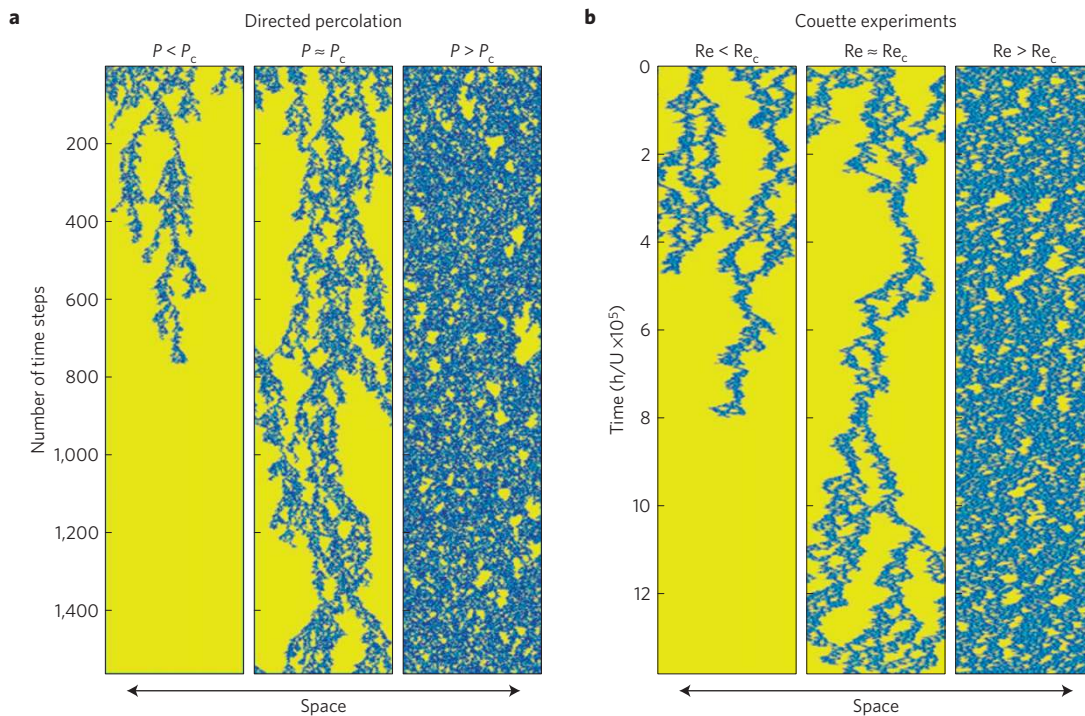 a
Directed percolation
P < Pc
P ≈ Pc
P > Pc
Number of time steps
200
400
600
800
1,000
1,200
1,400
Space
b
Couette experiments
Re < Rec
Re ≈ Rec
Re > Rec
Time (h/U ×10⁵)
0
2
4
6
8
10
12
Space